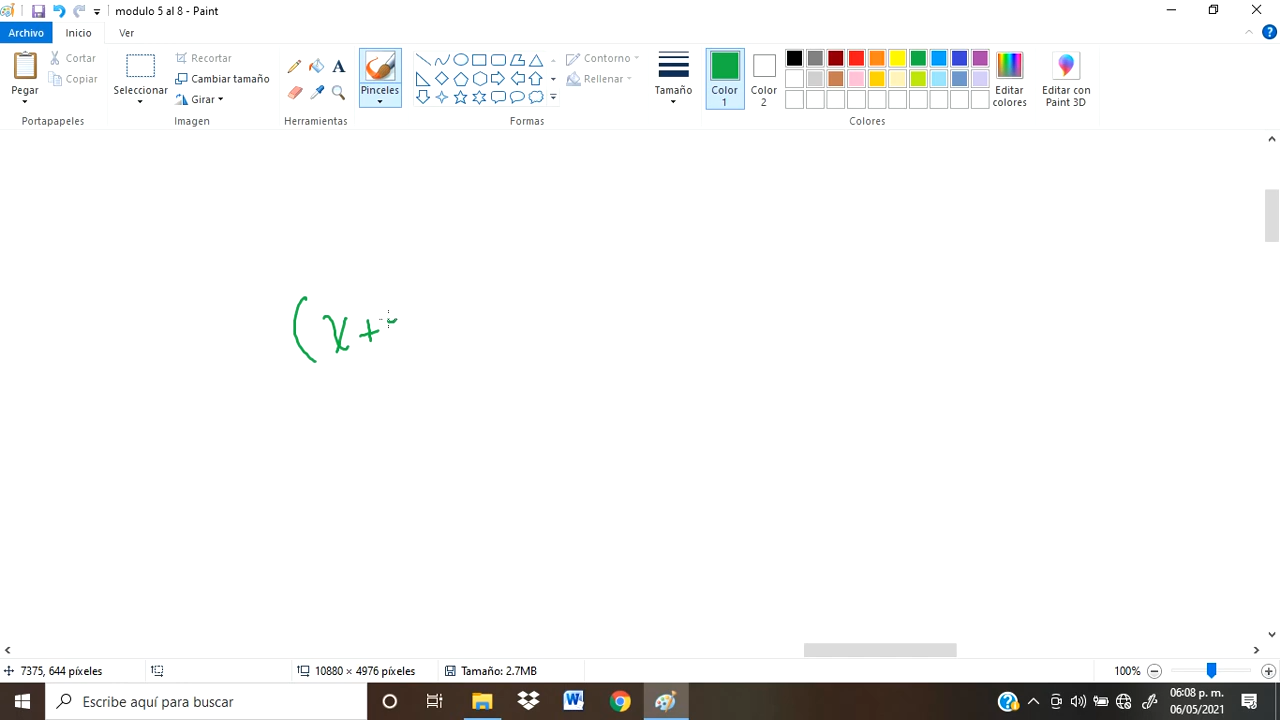 modulo 5 al 8 - Paint
Archivo Inicio Ver
Pegar
Cortar
Copiar
Portapapeles
Seleccionar
Recortar
Cambiar tamaño
Girar
Imagen
Herramientas
Pinceles
Formas
Contorno
Rellenar
Tamaño
Color 1
Color 2
Colores
Editar colores
Editar con Paint 3D
(x+
7375, 644 píxeles
10880 × 4976 píxeles
Tamaño: 2.7MB
100%
Escribe aquí para buscar
06:08 p. m.
06/05/2021